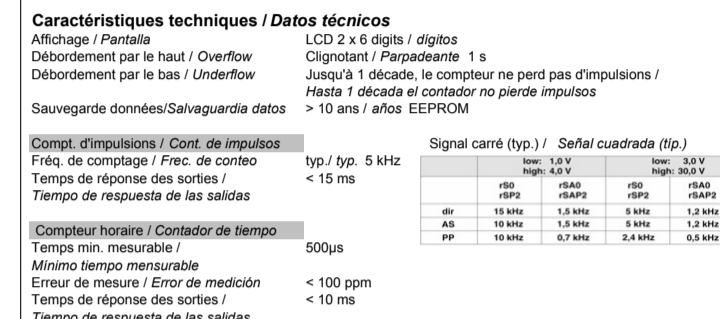 Caractéristiques techniques / Datos técnicos
Affichage / Pantalla LCD 2 x 6 digits / dígitos
Débordement par le haut / Overflow Clignotant / Parpadeante 1 s
Débordement par le bas / Underflow Jusqu'à 1 décade, le compteur ne perd pas d'impulsions /
Hasta 1 década el contador no pierde impulsos
Sauvegarde données/Salvaguardia datos > 10 ans / años EEPROM
Compt. d'impulsions / Cont. de impulsos
Fréq. de comptage / Frec. de conteo typ./ typ. 5 kHz
Temps de réponse des sorties / < 15 ms
Tiempo de respuesta de las salidas
Signal carré (typ.) / Señal cuadrada (típ.)
low: 1,0 V low: 3,0 V
high: 4,0 V high: 30,0 V
rS0 rSA0 rS0 rSA0
rSP2 rSAP2 rSP2 rSAP2
dir 15 kHz 1,5 kHz 5 kHz 1,2 kHz
AS 10 kHz 1,5 kHz 5 kHz 1,2 kHz
PP 10 kHz 0,7 kHz 2,4 kHz 0,5 kHz
Compteur horaire / Contador de tiempo
Temps min. mesurable / 500µs
Mínimo tiempo mensurable
Erreur de mesure / Error de medición < 100 ppm
Temps de réponse des sorties / < 10 ms
Tiempo de respuesta de las salidas